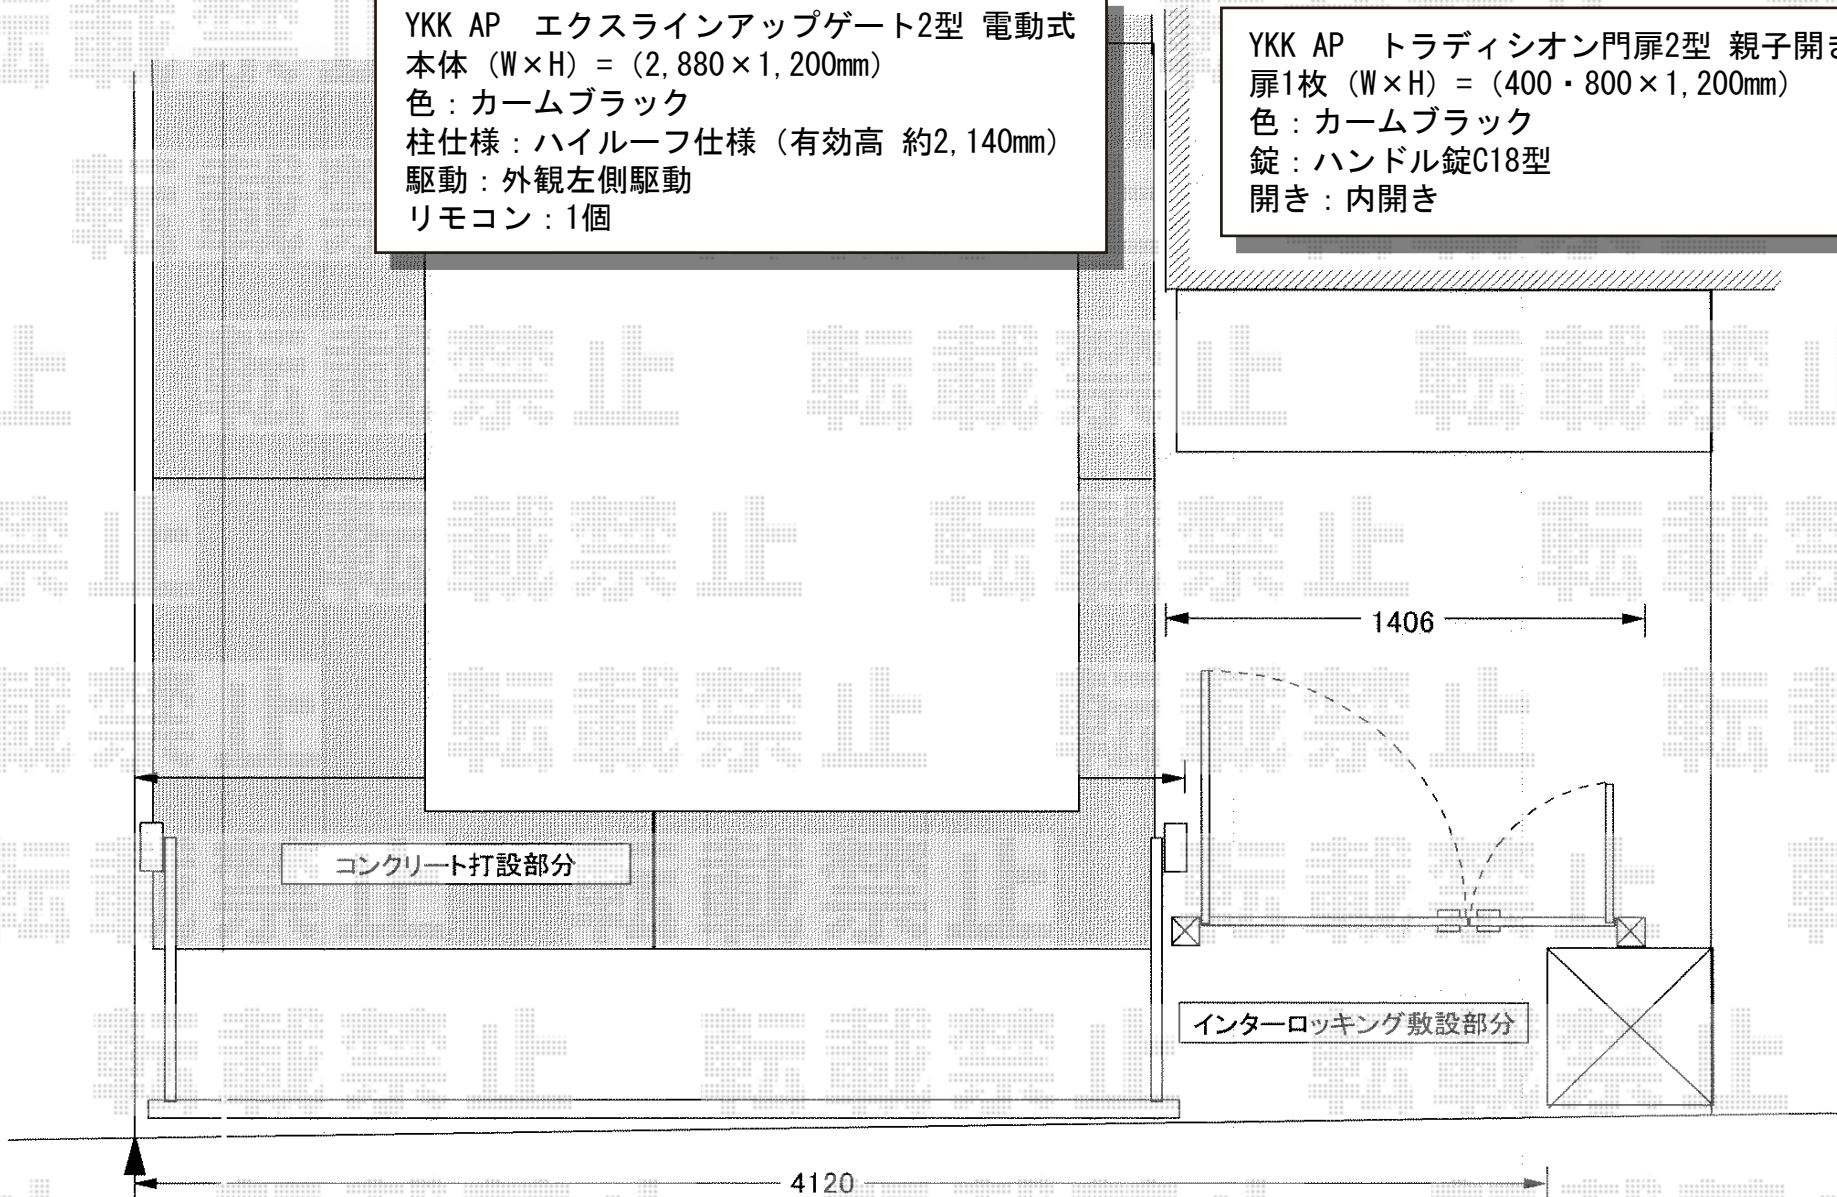 YKK AP　エクスラインアップゲート2型 電動式
本体（W×H）=（2,880×1,200mm）
色：カームブラック
柱仕様：ハイルーフ仕様（有効高 約2,140mm）
駆動：外観左側駆動
リモコン：1個
YKK AP　トラディシオン門扉2型 親子開き
扉1枚（W×H）=（400・800×1,200mm）
色：カームブラック
錠：ハンドル錠C18型
開き：内開き
転載禁止
1406
コンクリート打設部分
インターロッキング敷設部分
4120